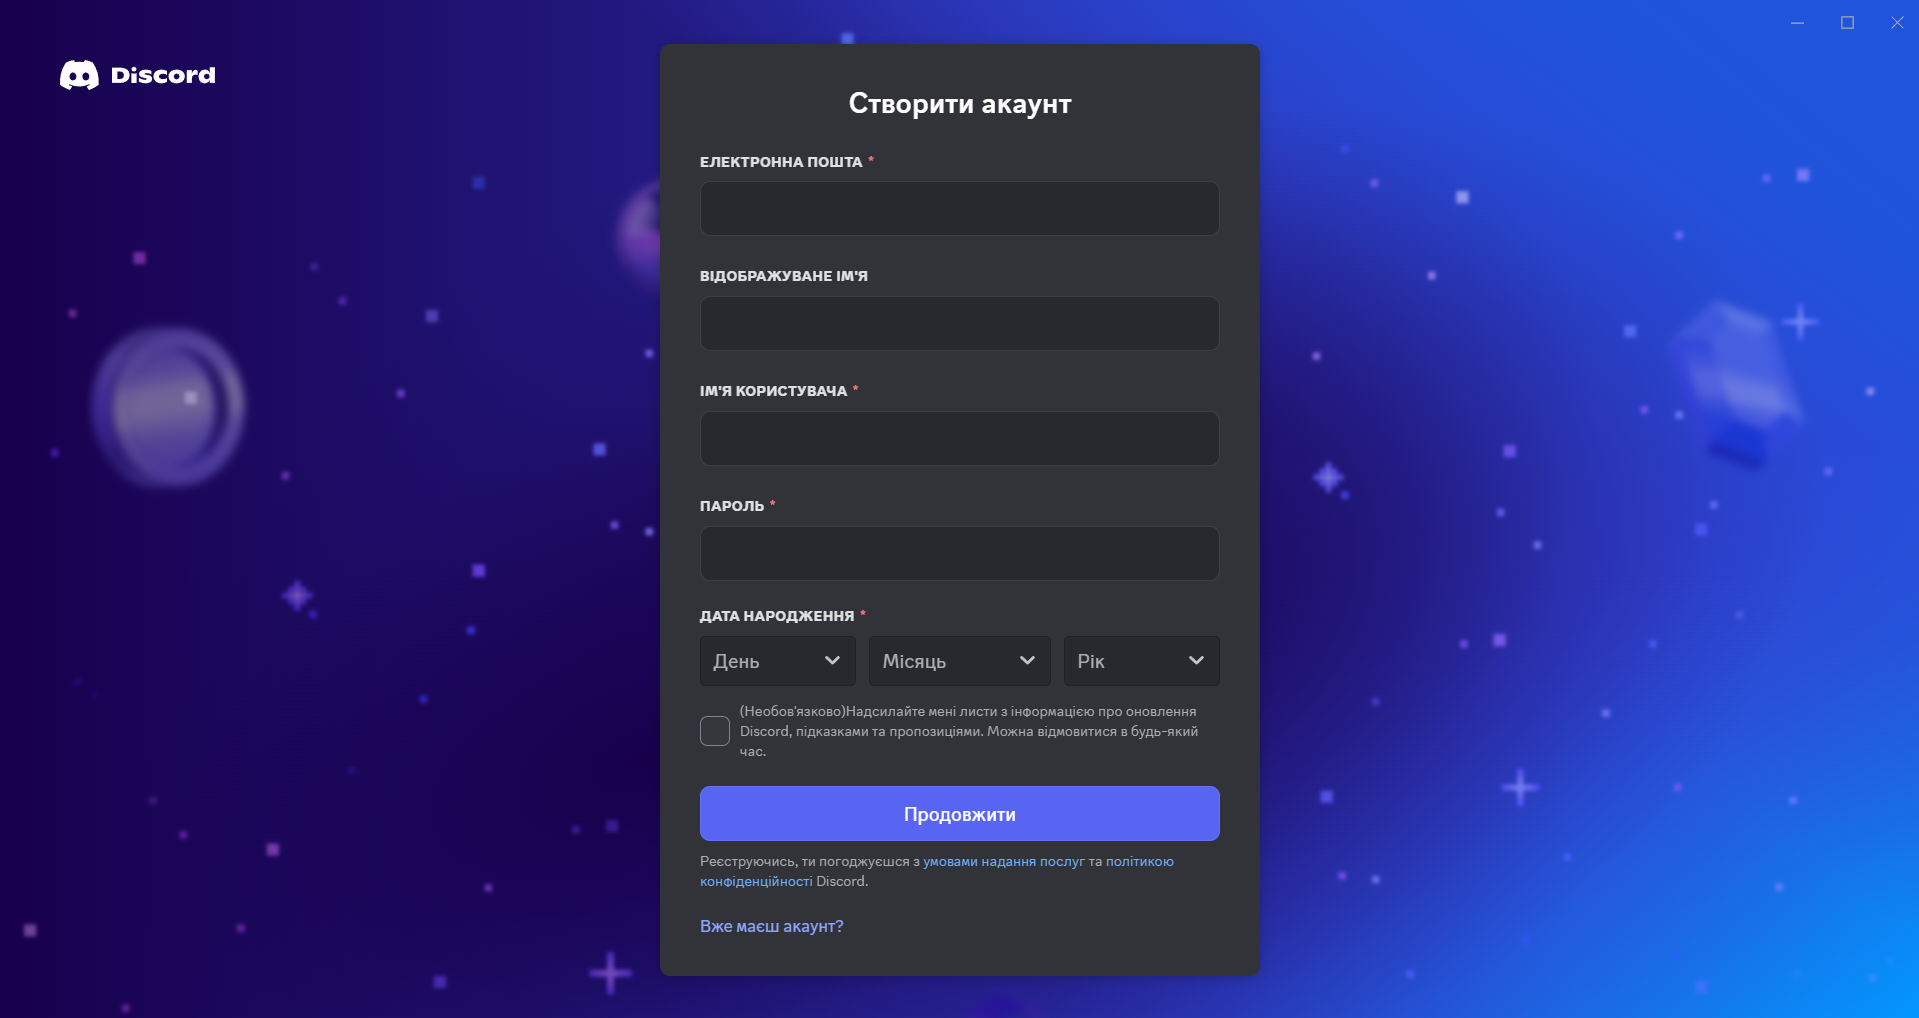 Discord
Створити акаунт
ЕЛЕКТРОННА ПОШТА *
ВІДОБРАЖУВАНЕ ІМ'Я
ІМ'Я КОРИСТУВАЧА *
ПАРОЛЬ *
ДАТА НАРОДЖЕННЯ *
День Місяць Рік
(Необов'язково)Надсилайте мені листи з інформацією про оновлення
Discord, підказками та пропозиціями. Можна відмовитися в будь-який
час.
Продовжити
Реєструючись, ти погоджуєшся з умовами надання послуг та політикою
конфіденційності Discord.
Вже маєш акаунт?